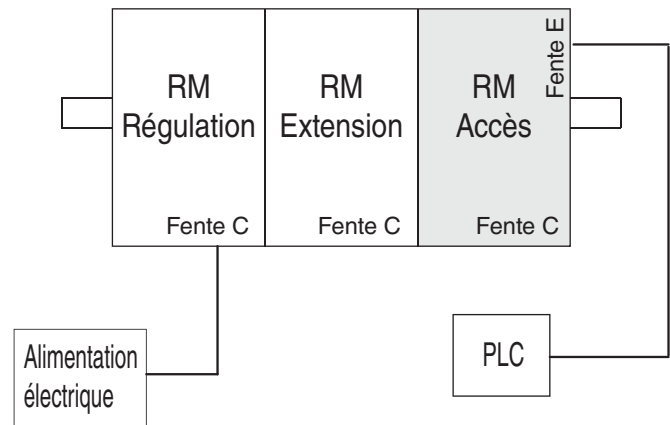 RM
Régulation
Fente C
RM
Extension
Fente C
RM
Accès
Fente C
Fente E
Alimentation
électrique
PLC